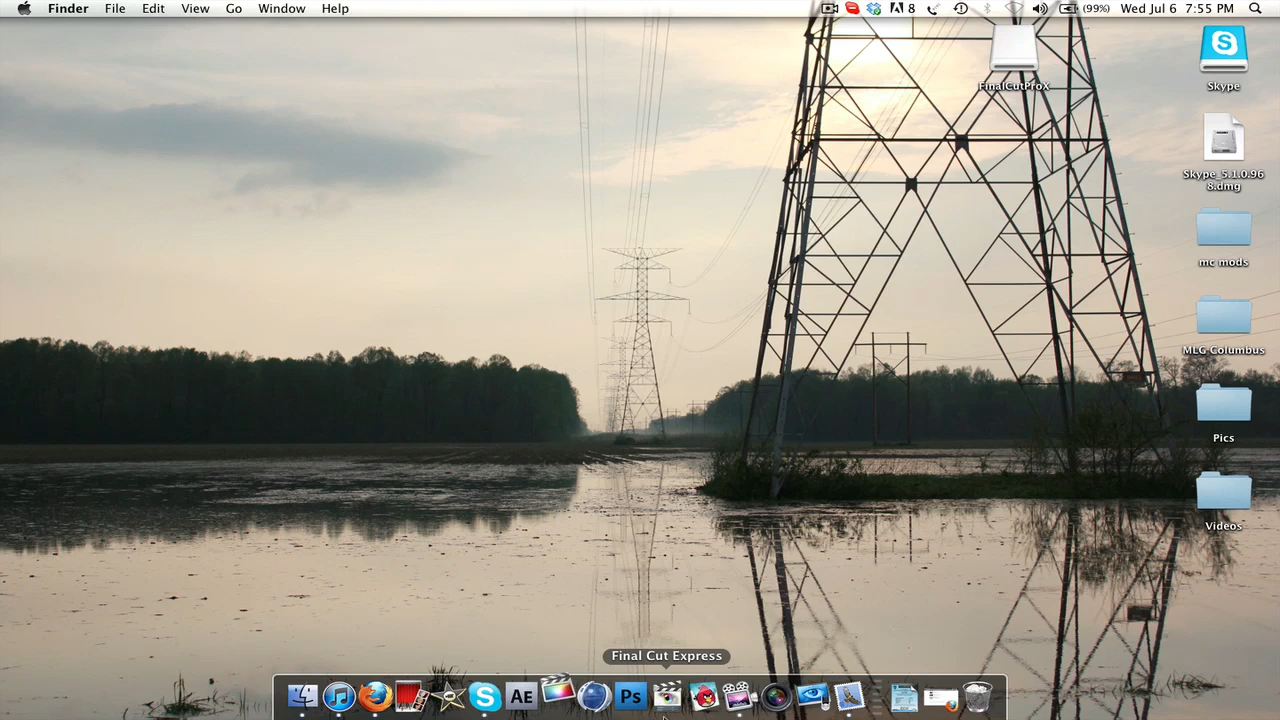 Finder File Edit View Go Window Help 8 (99%) Wed Jul 6 7:55 PM
FinalCutProX
Skype
Skype_5.1.0.96
8.dmg
mc mods
MLG Columbus
Pics
Videos
Final Cut Express
AE
Ps